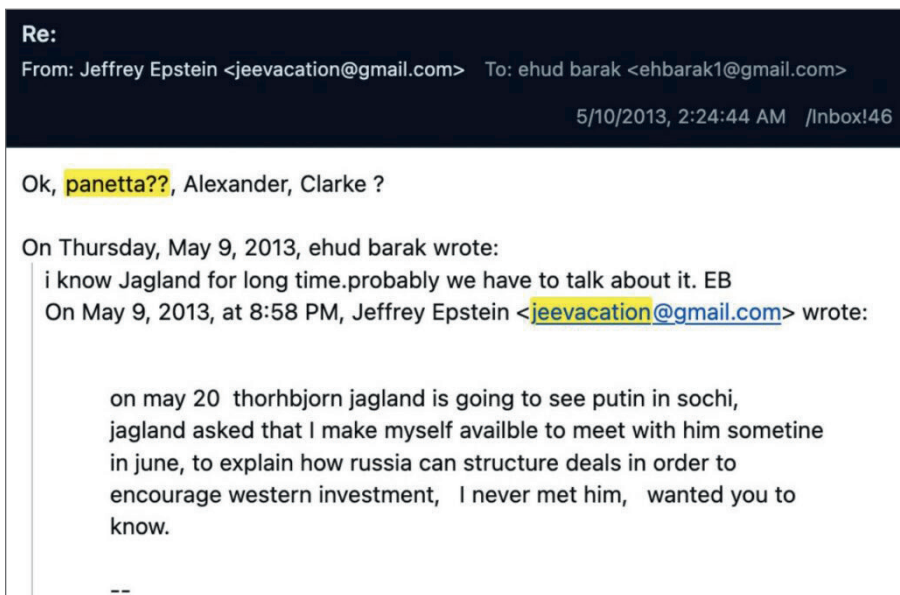 Re:
From: Jeffrey Epstein <jeevacation@gmail.com> To: ehud barak <ehbarak1@gmail.com>
5/10/2013, 2:24:44 AM /Inbox!46
Ok, panetta??, Alexander, Clarke ?
On Thursday, May 9, 2013, ehud barak wrote:
i know Jagland for long time.probably we have to talk about it. EB
On May 9, 2013, at 8:58 PM, Jeffrey Epstein <jeevacation@gmail.com> wrote:
on may 20 thorhbjorn jagland is going to see putin in sochi,
jagland asked that I make myself availble to meet with him sometine
in june, to explain how russia can structure deals in order to
encourage western investment, I never met him, wanted you to
know.
--